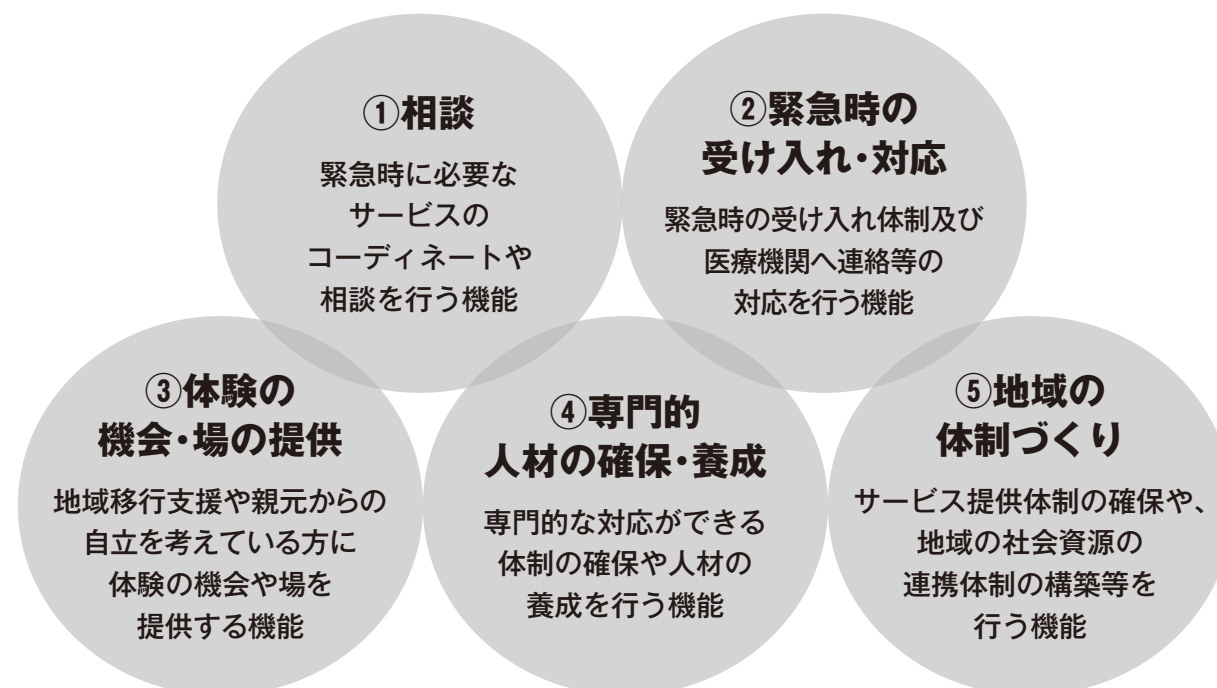 ①相談
緊急時に必要な
サービスの
コーディネートや
相談を行う機能
②緊急時の
受け入れ・対応
緊急時の受け入れ体制及び
医療機関へ連絡等の
対応を行う機能
③体験の
機会・場の提供
地域移行支援や親元からの
自立を考えている方に
体験の機会や場を
提供する機能
④専門的
人材の確保・養成
専門的な対応ができる
体制の確保や人材の
養成を行う機能
⑤地域の
体制づくり
サービス提供体制の確保や、
地域の社会資源の
連携体制の構築等を
行う機能